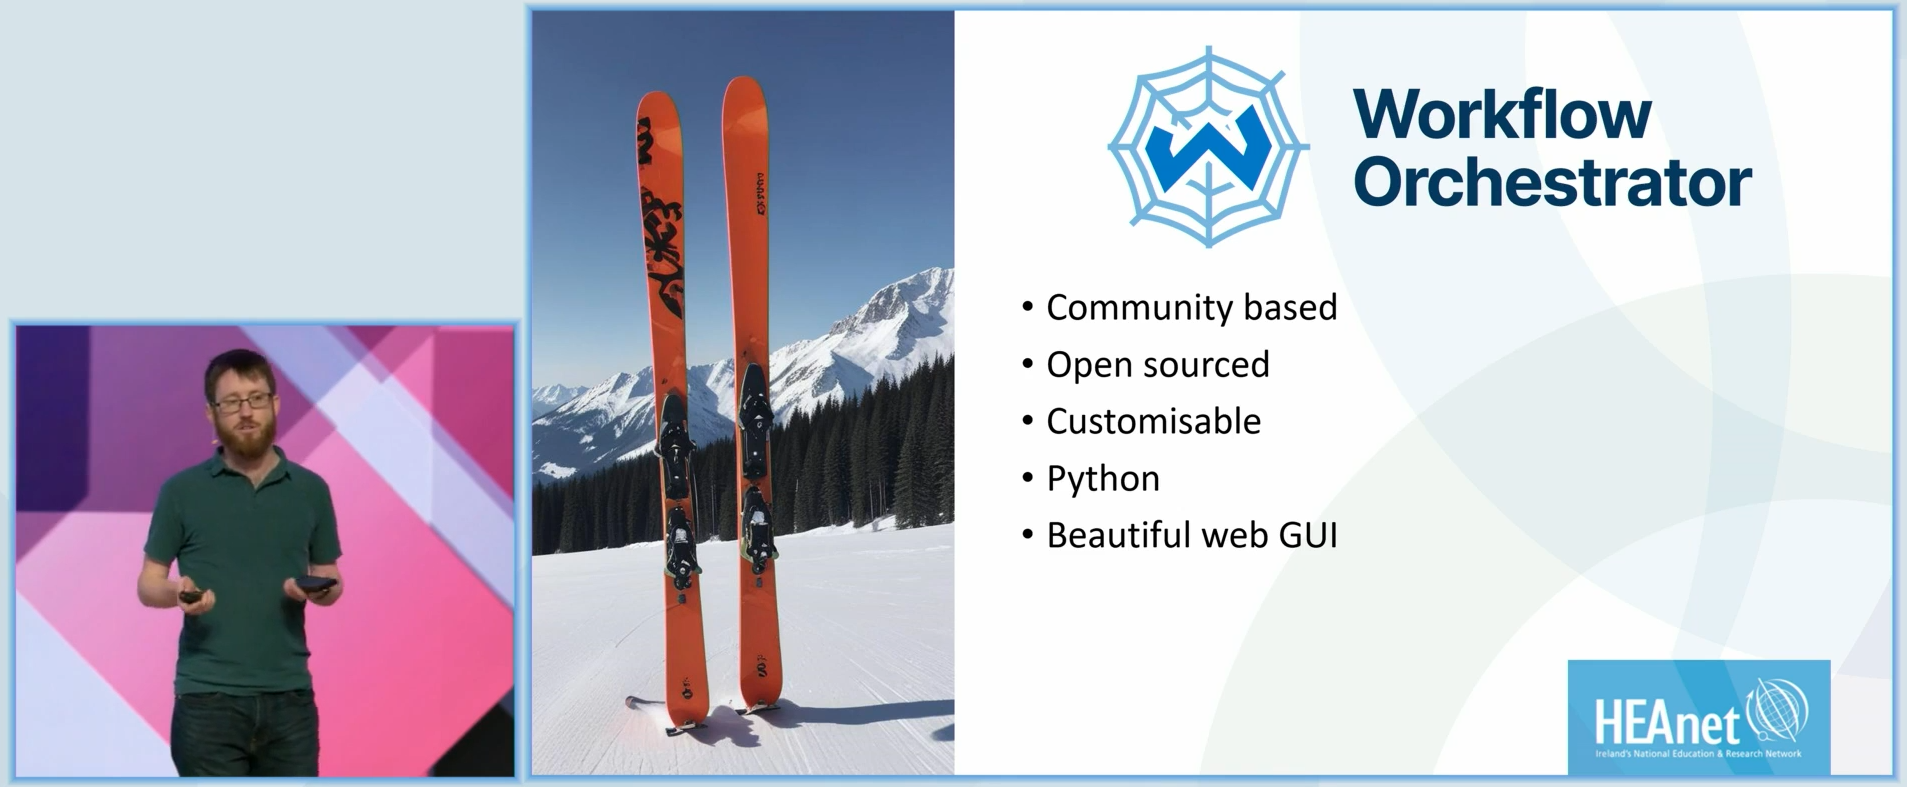 Workflow
Orchestrator
• Community based
• Open sourced
• Customisable
• Python
• Beautiful web GUI
HEAnet
Ireland's National Education & Research Network